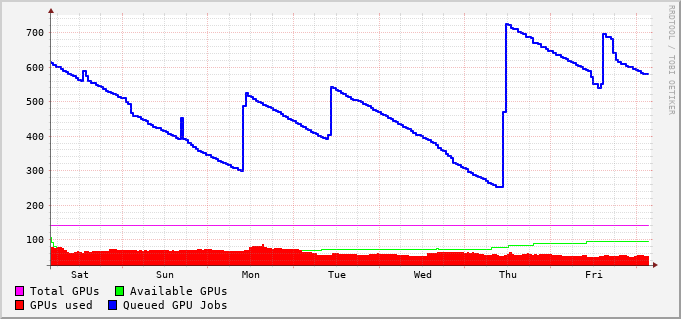 700
600
500
400
300
200
100
Sat Sun Mon Tue Wed Thu Fri
Total GPUs Available GPUs
GPUs used Queued GPU Jobs
RRDTOOL / TOBI OETIKER